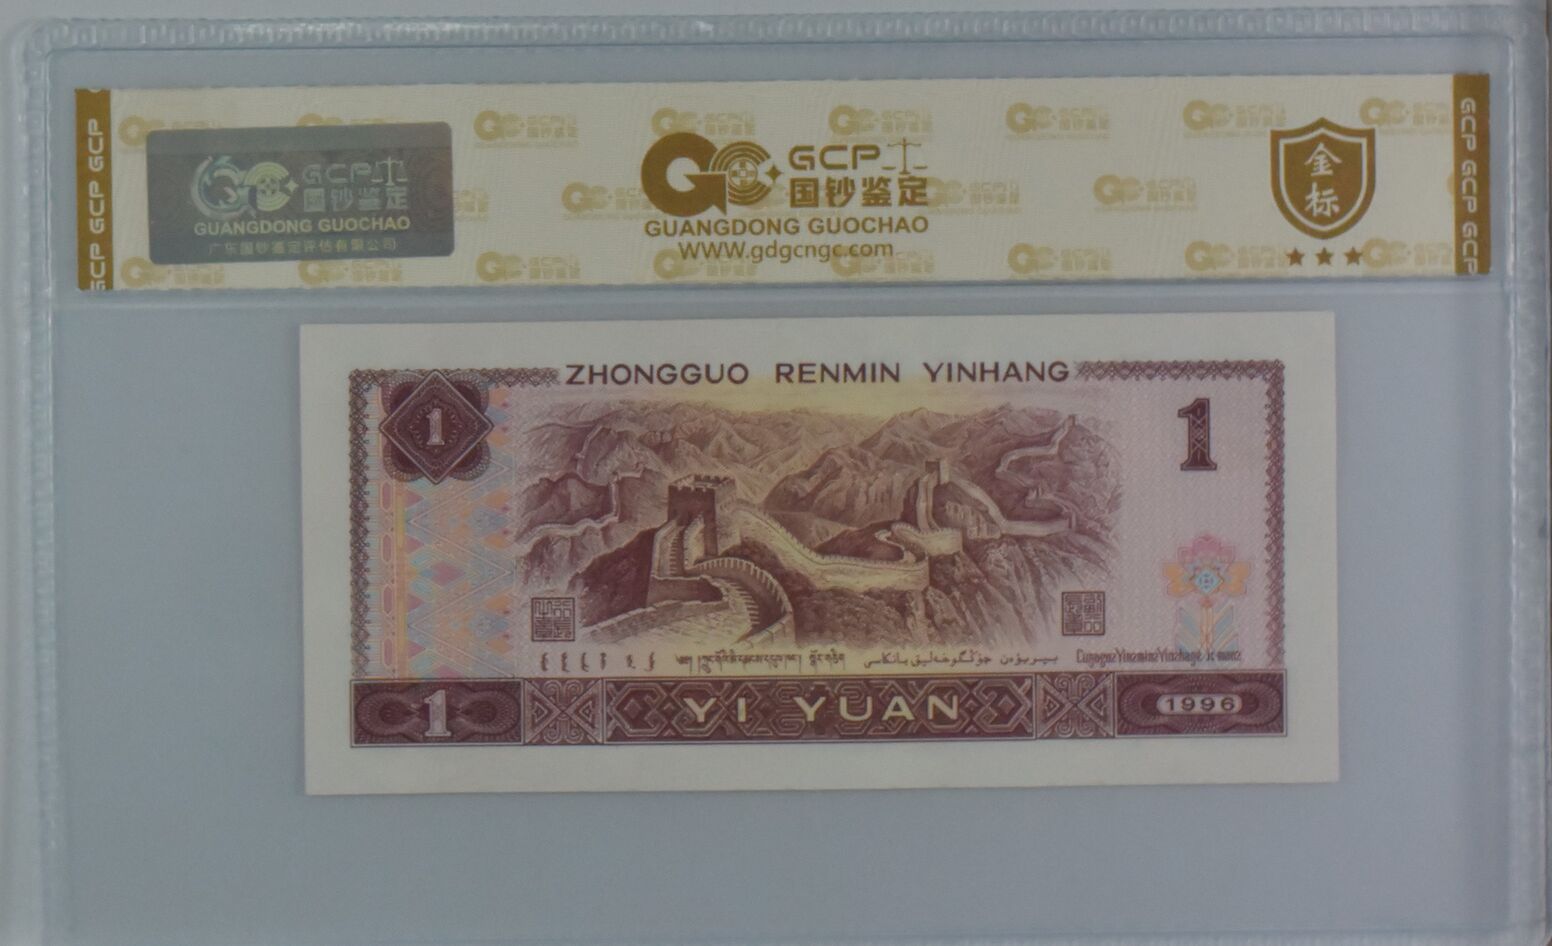 GCP 国钞鉴定
GUANGDONG GUOCHAO
广东国钞鉴定评估有限公司
GCP 国钞鉴定
GUANGDONG GUOCHAO
WWW.gdgcngc.com
金标
GCP GCP GCP
GCP GCP GCP
ZHONGGUO RENMIN YINHANG
1
1
1
YI YUAN
1996